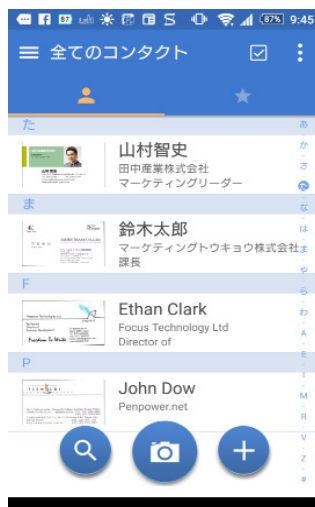 87% 9:45
全てのコンタクト
た
山村智史
田中産業株式会社
マーケティングリーダー
ま
鈴木太郎
マーケティングトウキョウ株式会社
課長
F
Ethan Clark
Focus Technology Ltd
Director of
P
John Dow
Penpower.net
あ
か
さ
た
な
は
ま
や
ら
わ
A
E
I
M
R
V
Z
#